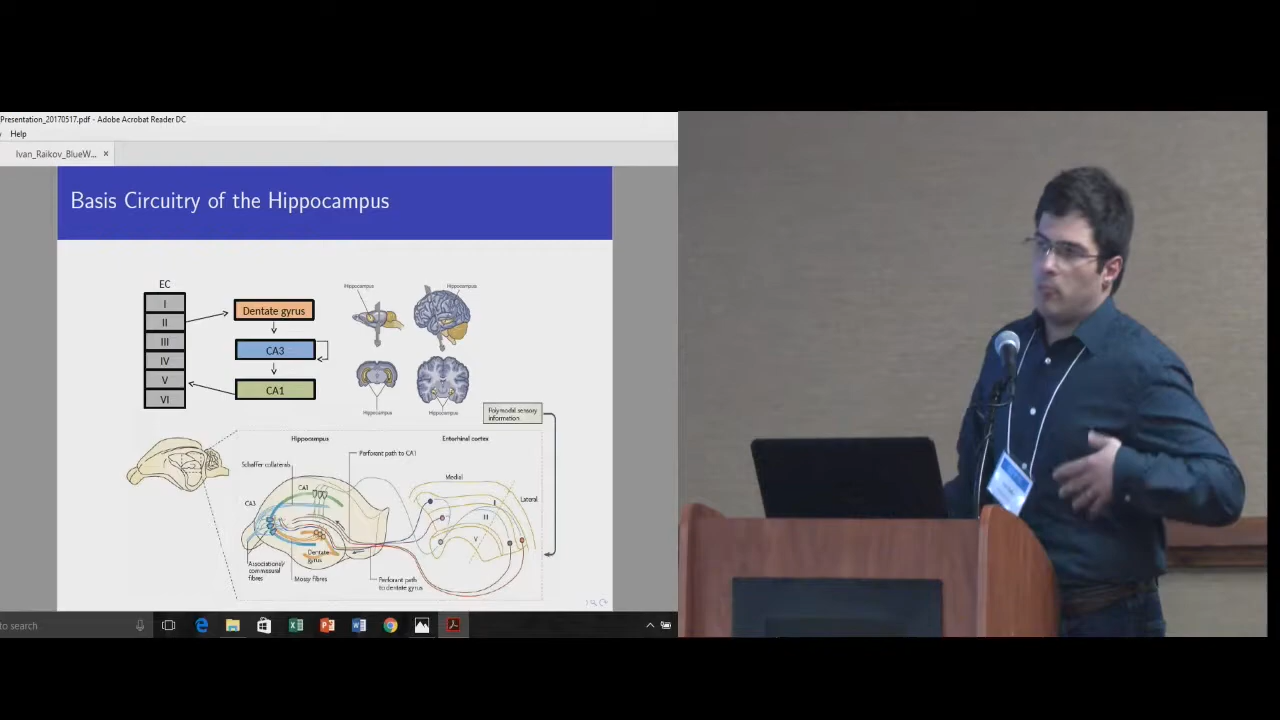 Presentation_20170517.pdf - Adobe Acrobat Reader DC
Help
Ivan_Raikov_BlueW... ×
Basis Circuitry of the Hippocampus
EC
I
II
III
IV
V
VI
Dentate gyrus
CA3
CA1
Hippocampus
Hippocampus
Hippocampus
Hippocampus
Polymodal sensory
information
Hippocampus
Entorhinal cortex
Schaffer collaterals
Perforant path to CA1
Medial
Lateral
CA1
CA3
I
III
V
Dentate
gyrus
Associational/
commissural
fibres
Mossy fibres
Perforant path
to dentate gyrus
to search